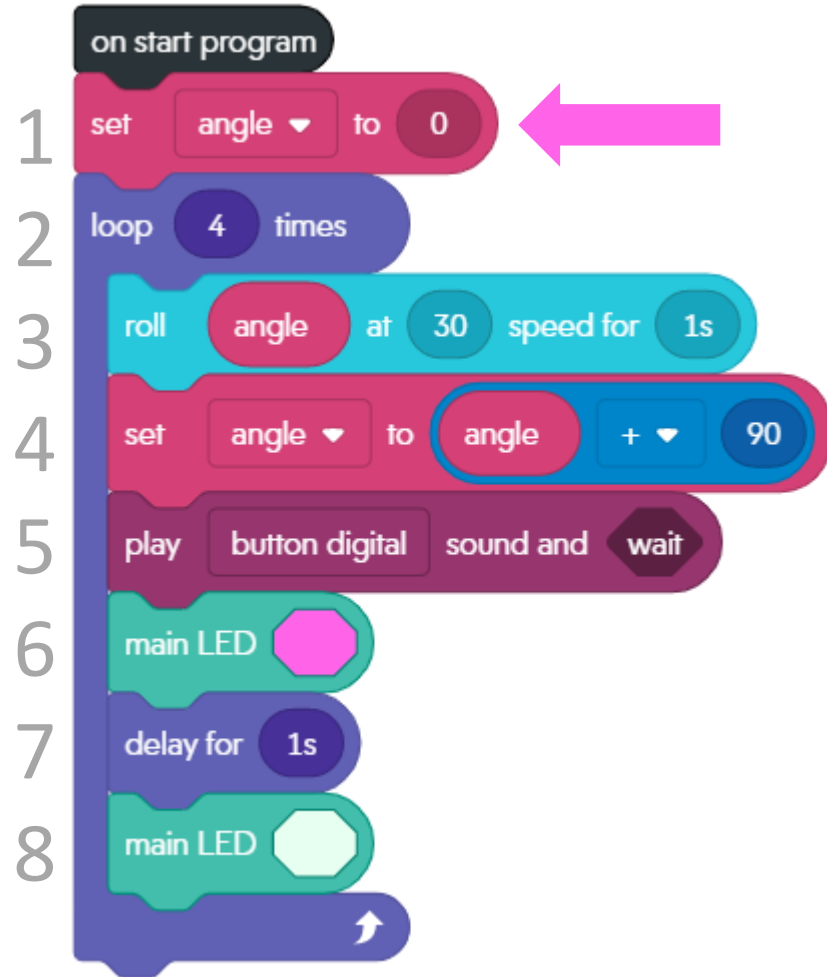 on start program
1 set angle to 0
2 loop 4 times
3 roll angle at 30 speed for 1s
4 set angle to angle + 90
5 play button digital sound and wait
6 main LED
7 delay for 1s
8 main LED